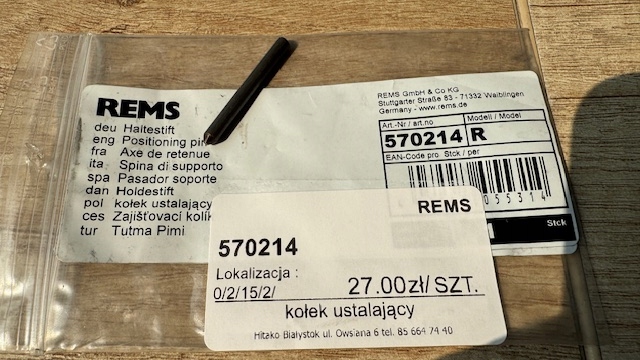 REMS
deu Haltestift
eng Positioning pin
fra Axe de retenue
ita Spina di supporto
spa Pasador soporte
dan Holdestift
pol kołek ustalający
ces Zajišťovací kolík
tur Tutma Pimi
REMS GmbH & Co KG
Stuttgarter Straße 83 - 71332 Waiblingen
Germany - www.rems.de
Art.-Nr / art.no
Modell / Model
570214 R
EAN-Code pro Stck / per
055314
Stck
REMS
570214
Lokalizacja :
0/2/15/2/ 27.00zł/ SZT.
kołek ustalający
Hitako Białystok ul. Owsiana 6 tel. 85 664 74 40